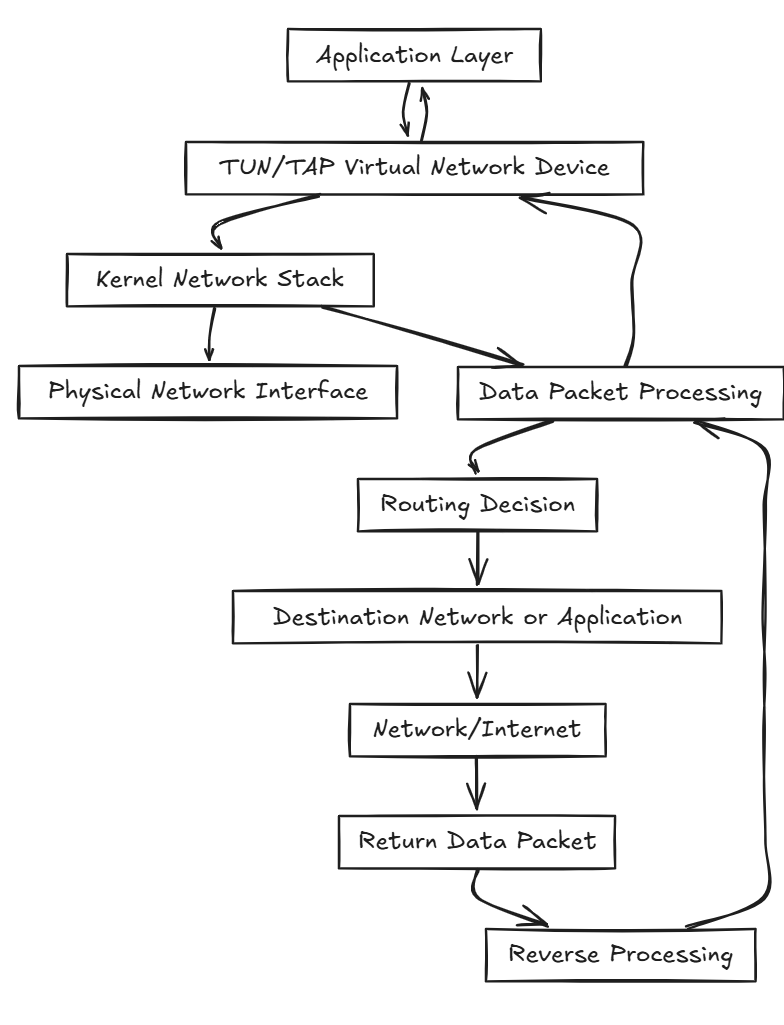 Application Layer
TUN/TAP Virtual Network Device
Kernel Network Stack
Physical Network Interface
Data Packet Processing
Routing Decision
Destination Network or Application
Network/Internet
Return Data Packet
Reverse Processing